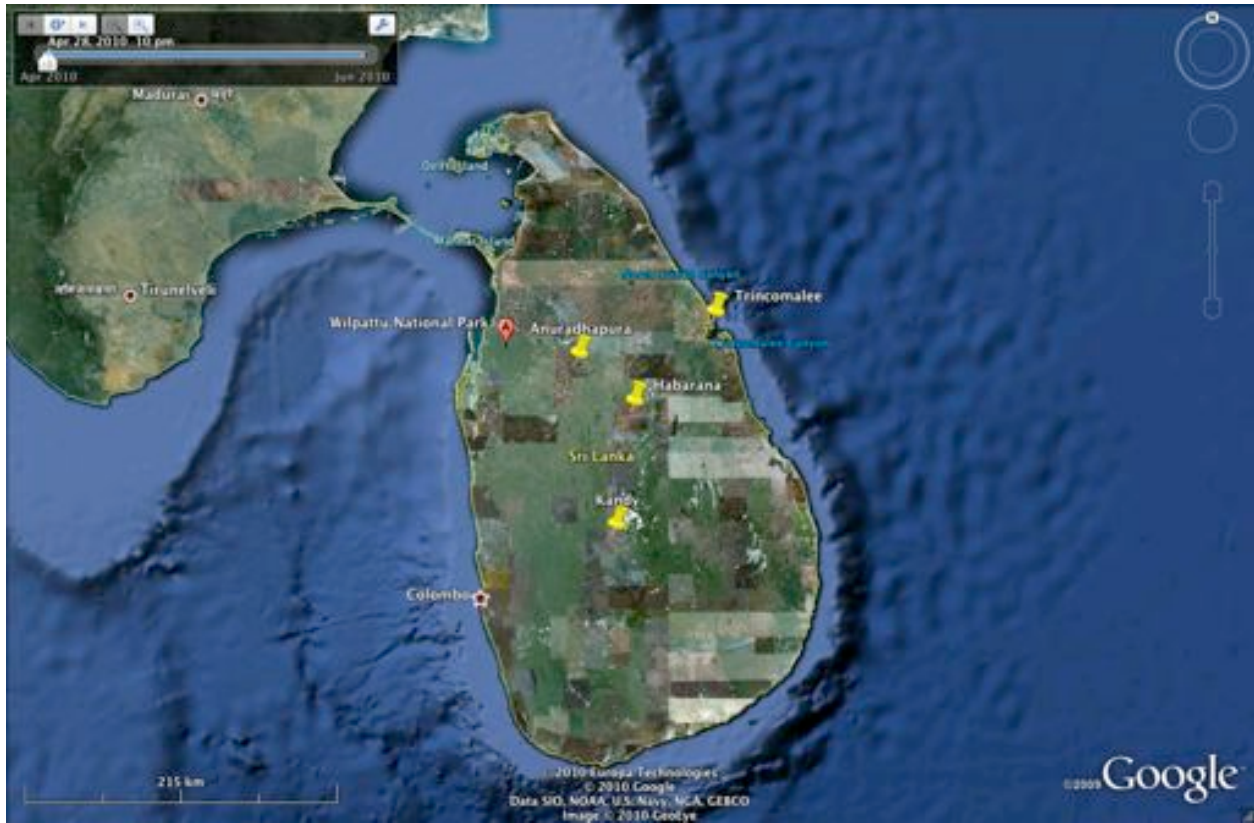 Apr 28, 2010 10 pm
Apr 2010
Jun 2010
Madurai
Tirunelveli
Trincomalee
Wilpattu National Park
A
Anuradhapura
Habarana
Sri Lanka
Kandy
Colombo
215 km
© 2010 Europa Technologies
© 2010 Google
Data SIO, NOAA, U.S. Navy, NGA, GEBCO
Image © 2010 GeoEye
©2009 Google
N